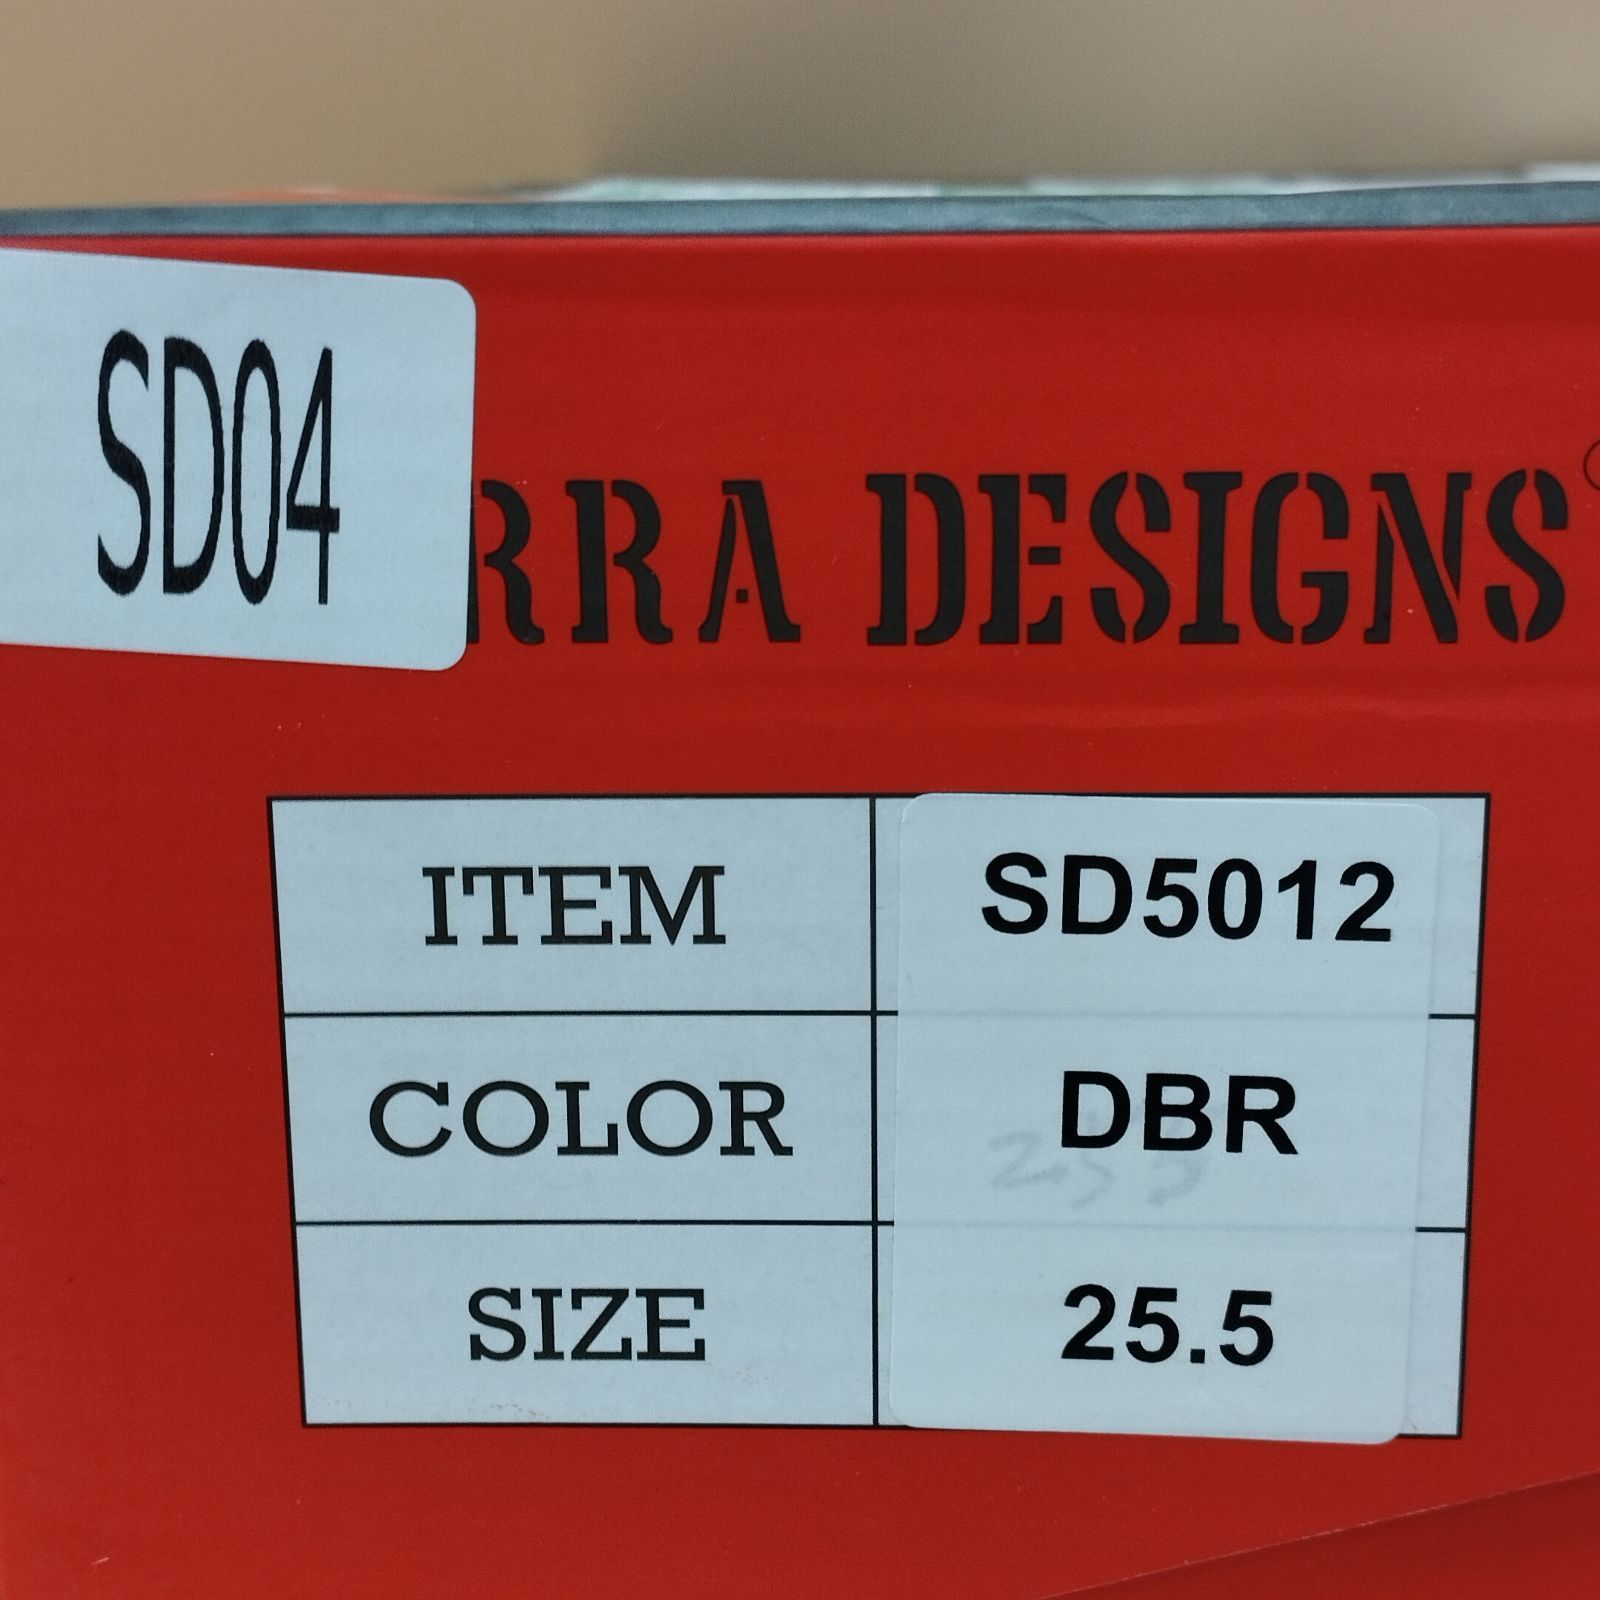 SD04
RRA DESIGNS
ITEM SD5012
COLOR DBR
SIZE 25.5